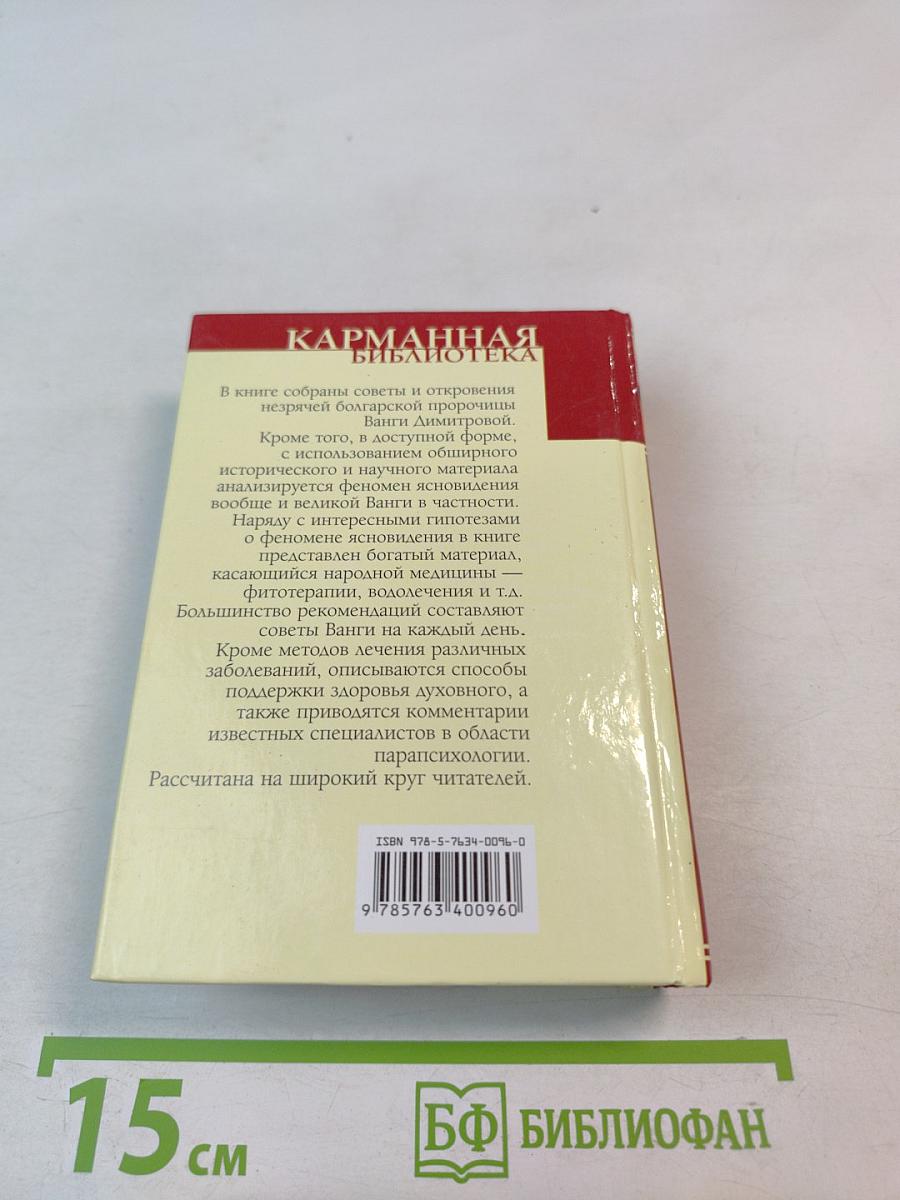 КАРМАННАЯ
БИБЛИОТЕКА
В книге собраны советы и откровения
незрячей болгарской пророчицы
Ванги Димитровой.
Кроме того, в доступной форме,
с использованием обширного
исторического и научного материала
анализируется феномен ясновидения
вообще и великой Ванги в частности.
Наряду с интересными гипотезами
о феномене ясновидения в книге
представлен богатый материал,
касающийся народной медицины —
фитотерапии, водолечения и т.д.
Большинство рекомендаций составляют
советы Ванги на каждый день.
Кроме методов лечения различных
заболеваний, описываются способы
поддержки здоровья духовного, а
также приводятся комментарии
известных специалистов в области
парапсихологии.
Рассчитана на широкий круг читателей.
ISBN 978-5-7634-0096-0
9 785763 400960
15 см
БФ БИБЛИОФАН